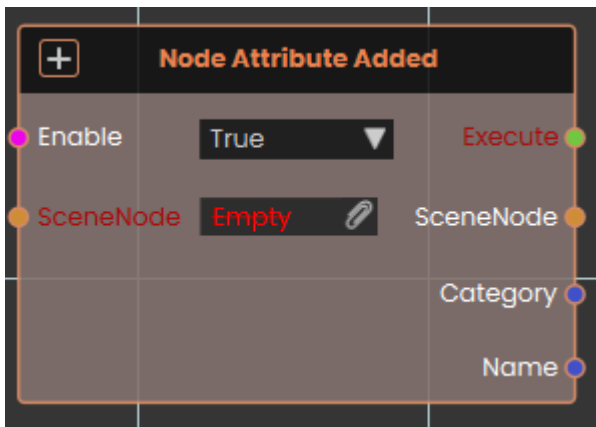 Node Attribute Added
Enable True Execute
SceneNode Empty SceneNode
Category
Name